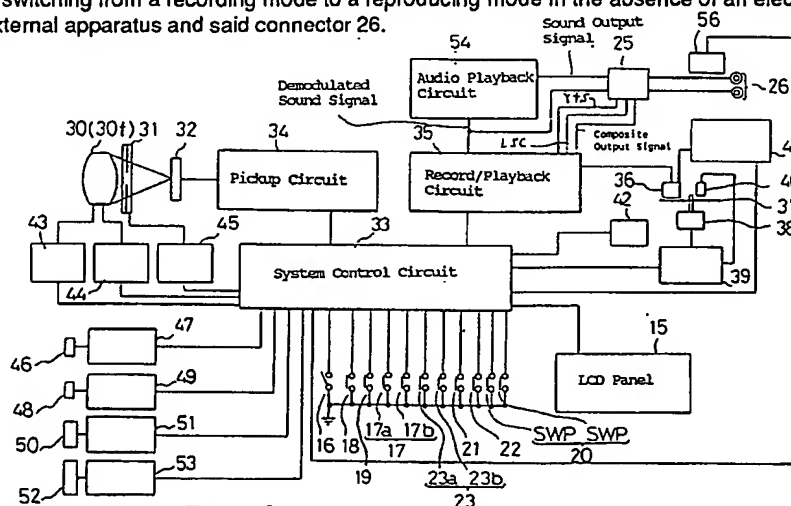 switching from a recording mode to a reproducing mode in the absence of an elec
xternal apparatus and said connector 26.
Sound Output
Signal
56
54
25
Audio Playback
Circuit
26
Demodulated
Sound Signal
Y+S
30(30f) 31 32
34
35
LSC
Composite
Output Signal
Pickup Circuit
Record/Playback
Circuit
36
42
38
43
45
33
44
39
System Control Circuit
47
15
46
49
LCD Panel
48
51
50
16 18 17a 17b 21 22 SWP SWP
53
19 17 20
23a 23b
52
23